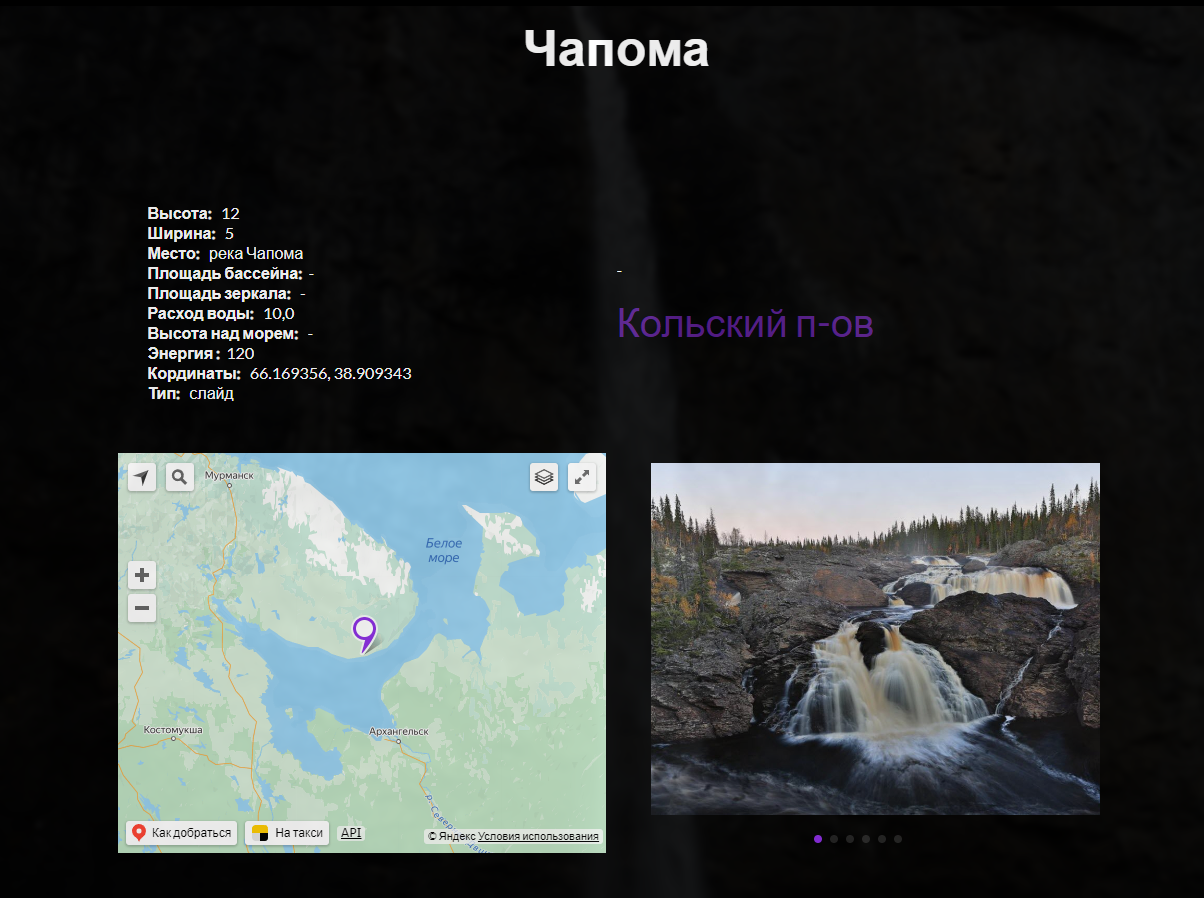 Чапома
Высота: 12
Ширина: 5
Место: река Чапома
Площадь бассейна: -
Площадь зеркала: -
Расход воды: 10,0
Высота над морем: -
Энергия : 120
Кординаты: 66.169356, 38.909343
Тип: слайд
-
Кольский п-ов
Мурманск
Белое
море
Костомукша
Архангельск
Как добраться
На такси
API
© Яндекс Условия использования